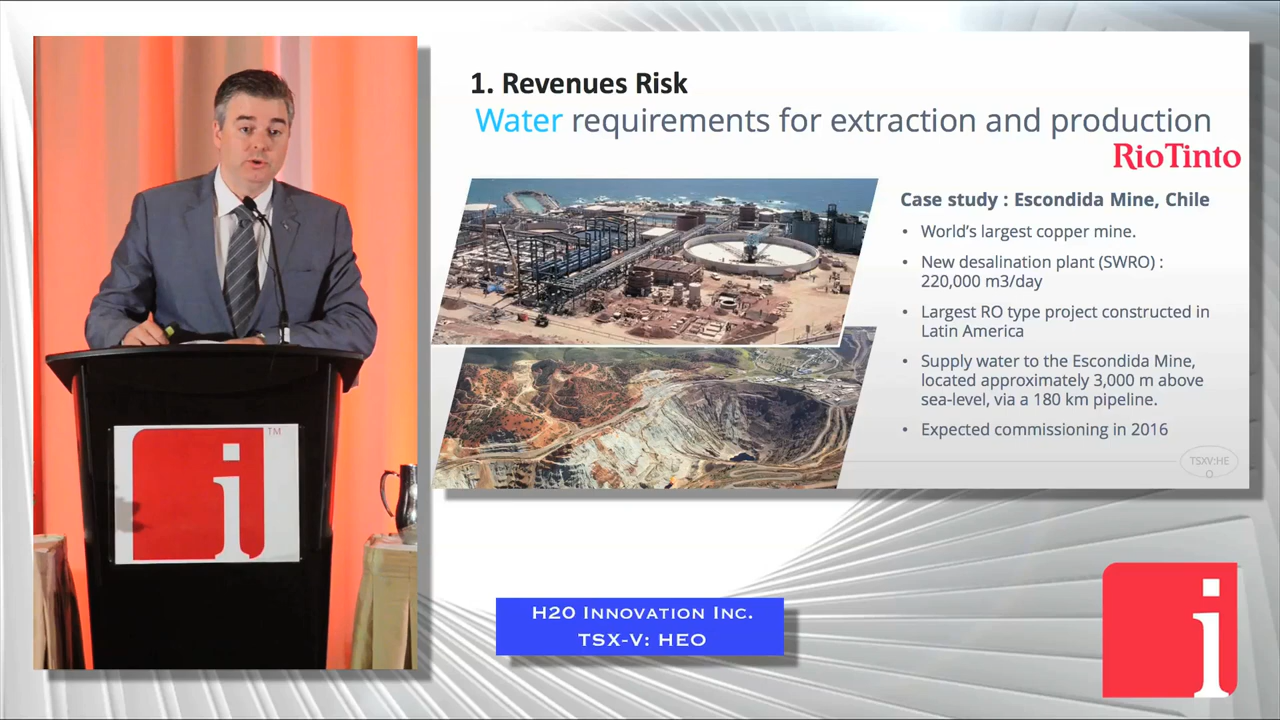 1. Revenues Risk
Water requirements for extraction and production
RioTinto
Case study : Escondida Mine, Chile
• World's largest copper mine.
• New desalination plant (SWRO) :
220,000 m3/day
• Largest RO type project constructed in
Latin America
• Supply water to the Escondida Mine,
located approximately 3,000 m above
sea-level, via a 180 km pipeline.
• Expected commissioning in 2016
TSXV:HE
O
i
TM
H20 Innovation Inc.
TSX-V: HEO
i